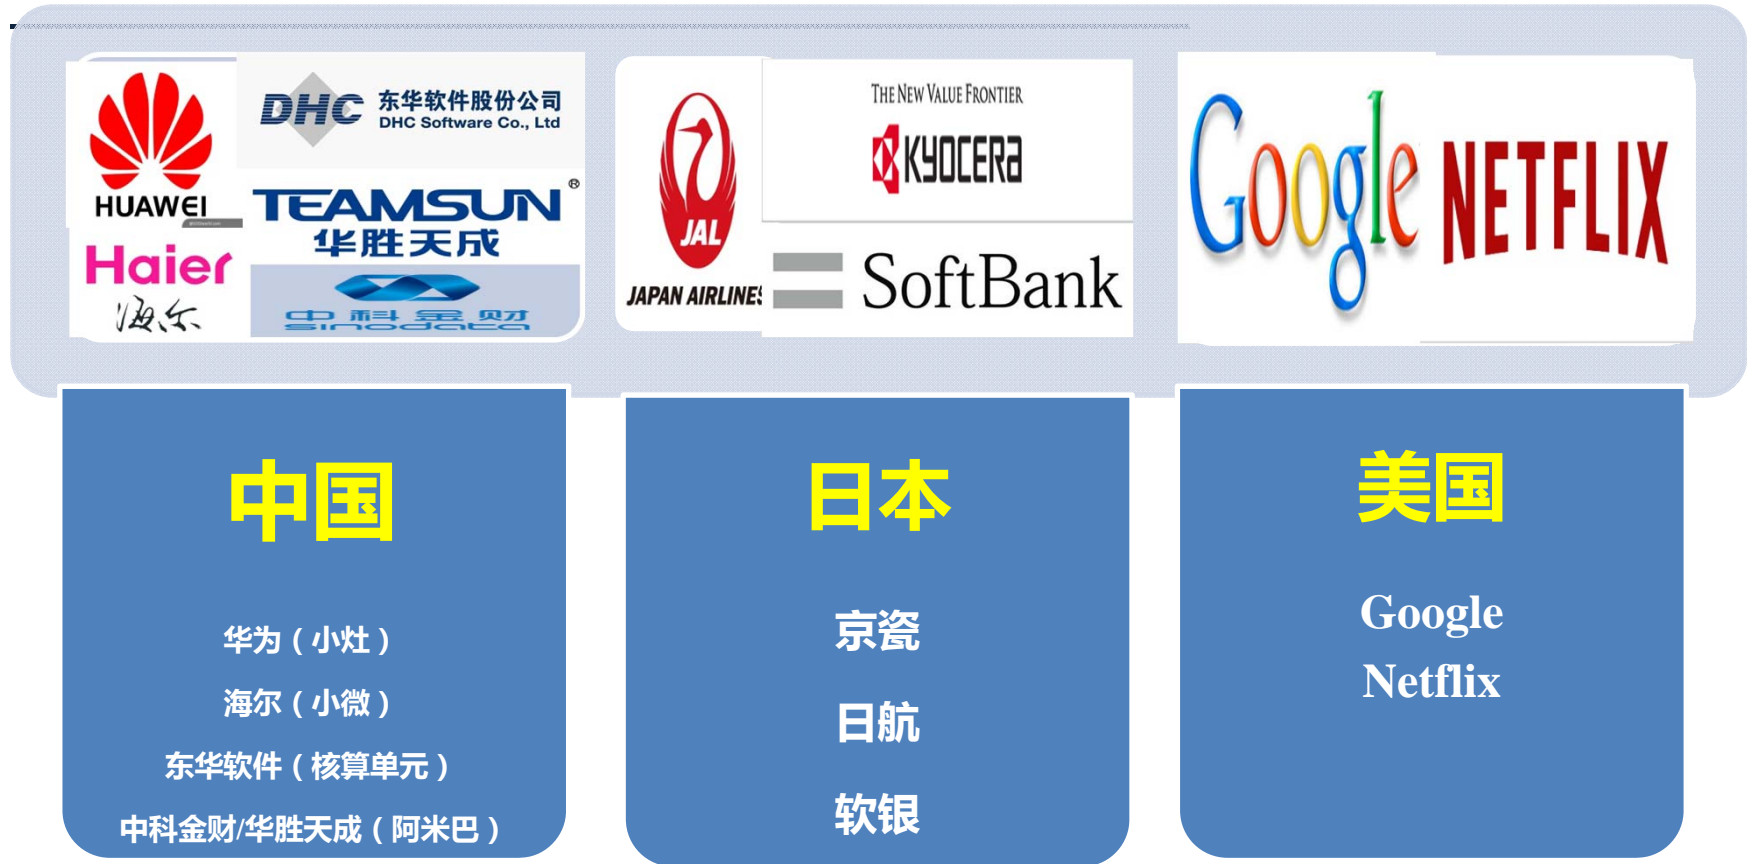 HUAWEI
DHC 东华软件股份公司
DHC Software Co., Ltd
TEAMSUN®
华胜天成
Haier
海尔
中科金财
sinodata
JAL
JAPAN AIRLINES
THE NEW VALUE FRONTIER
KYOCERA
SoftBank
Google
NETFLIX
中国
华为（小灶）
海尔（小微）
东华软件（核算单元）
中科金财/华胜天成（阿米巴）
日本
京瓷
日航
软银
美国
Google
Netflix